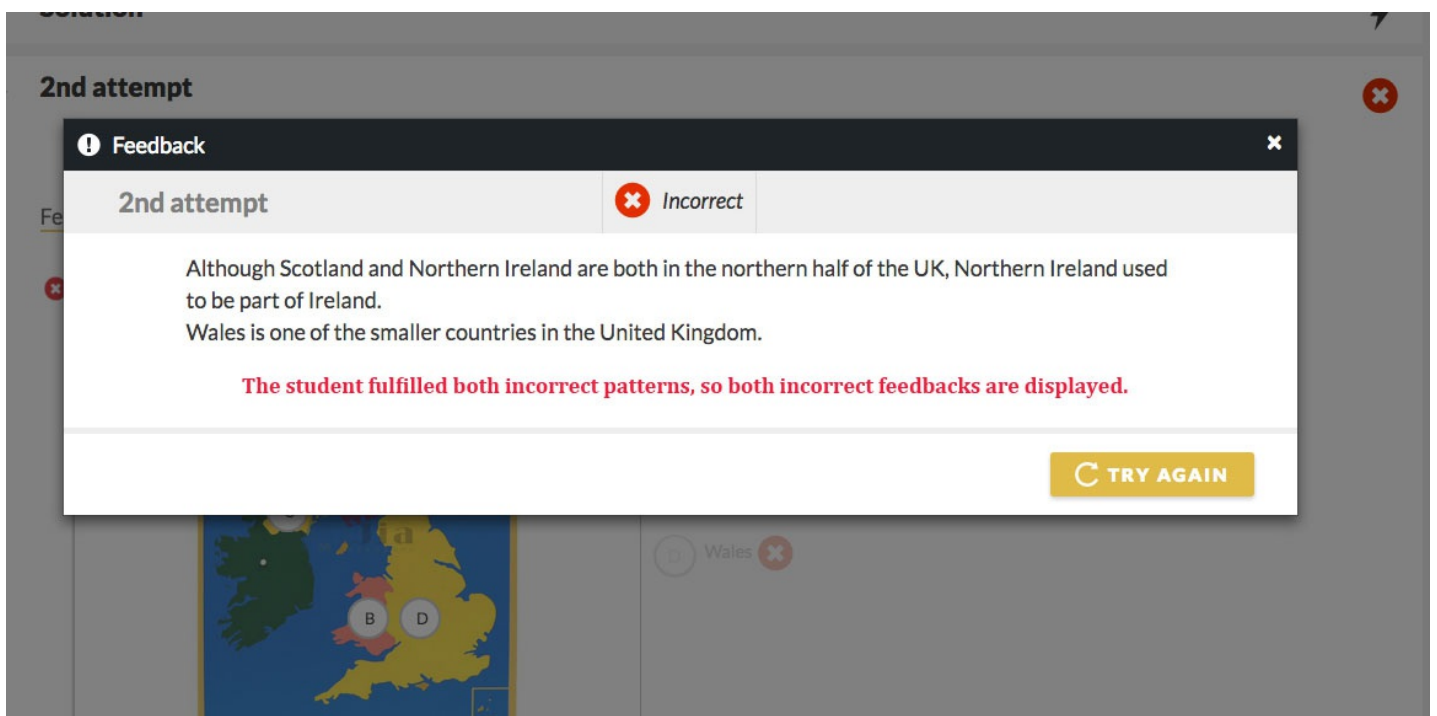 Solution
2nd attempt
Feedback
2nd attempt
Incorrect
Fe
Although Scotland and Northern Ireland are both in the northern half of the UK, Northern Ireland used
to be part of Ireland.
Wales is one of the smaller countries in the United Kingdom.
The student fulfilled both incorrect patterns, so both incorrect feedbacks are displayed.
TRY AGAIN
D Wales
B D